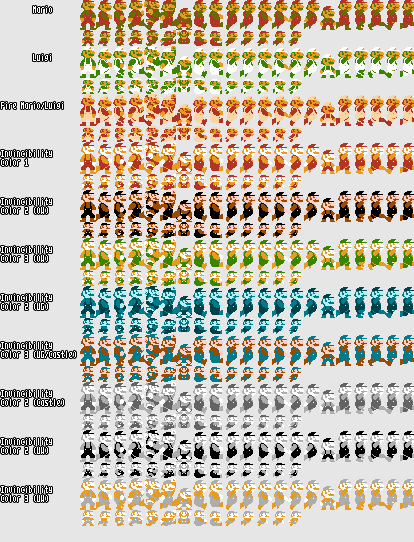 Mario
Luigi
Fire Mario/Luigi
Invincibility
Color 1
Invincibility
Color 2 (OW)
Invincibility
Color 3 (OW)
Invincibility
Color 2 (UG)
Invincibility
Color 3 (UG/Castle)
Invincibility
Color 2 (Castle)
Invincibility
Color 2 (UW)
Invincibility
Color 3 (UW)